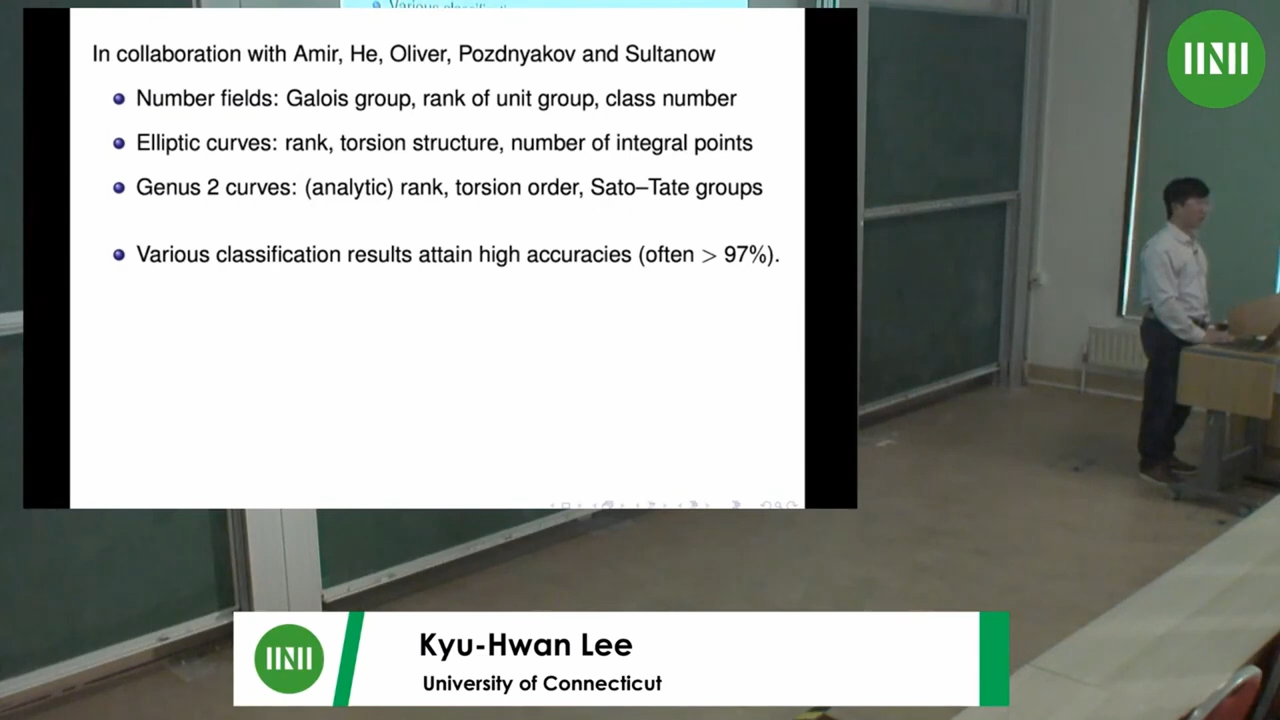 Various classification
In collaboration with Amir, He, Oliver, Pozdnyakov and Sultanow
Number fields: Galois group, rank of unit group, class number
Elliptic curves: rank, torsion structure, number of integral points
Genus 2 curves: (analytic) rank, torsion order, Sato–Tate groups
Various classification results attain high accuracies (often > 97%).
Kyu-Hwan Lee
University of Connecticut